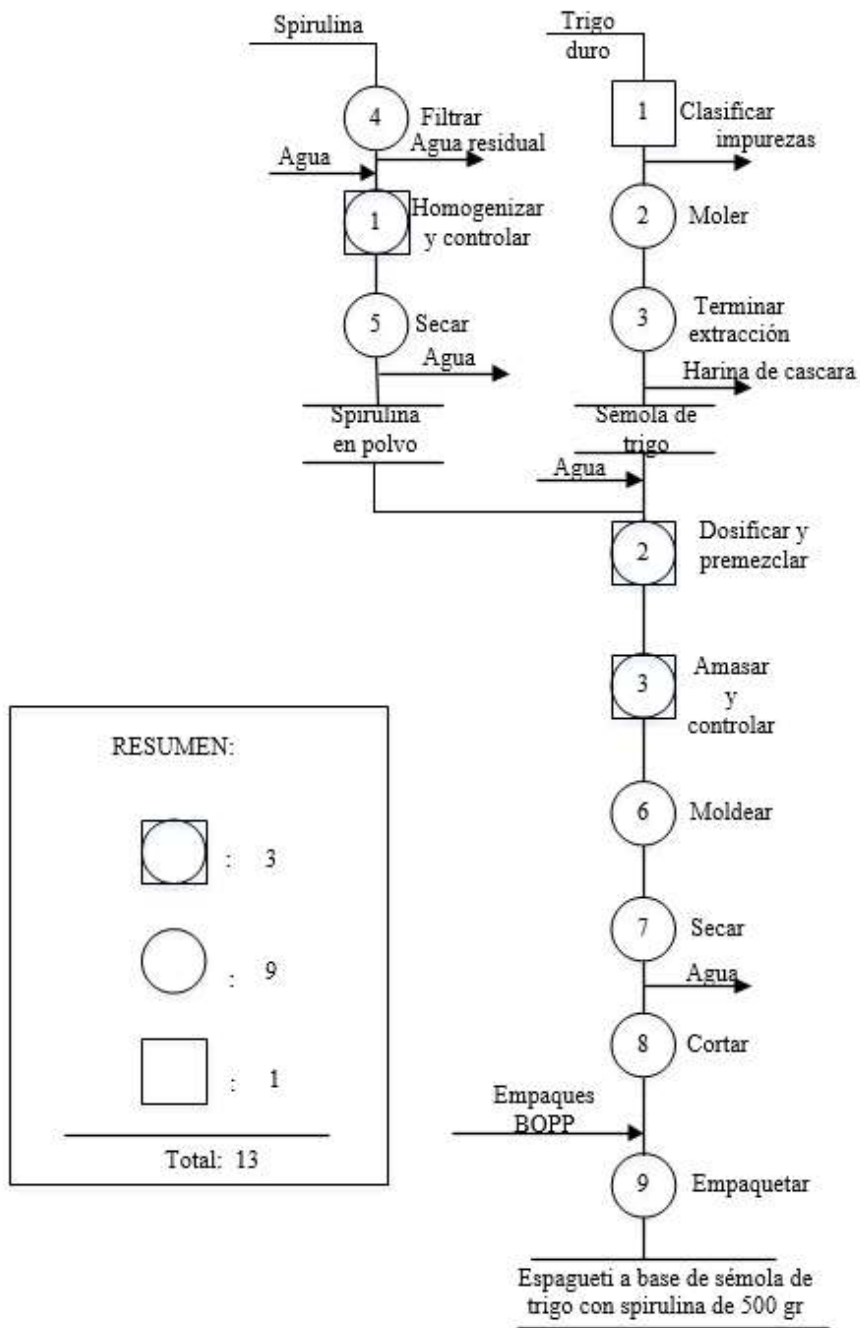 Spirulina
4
Filtrar
Agua residual
Agua
1
Homogenizar
y controlar
5
Secar
Agua
Spirulina
en polvo
Trigo
duro
1
Clasificar
impurezas
2
Moler
3
Terminar
extracción
Harina de cascara
Sémola de
trigo
Agua
2
Dosificar y
premezclar
3
Amasar
y
controlar
6
Moldear
7
Secar
Agua
8
Cortar
Empaques
BOPP
9
Empaquetar
Espagueti a base de sémola de
trigo con spirulina de 500 gr
RESUMEN:
: 3
: 9
: 1
Total: 13